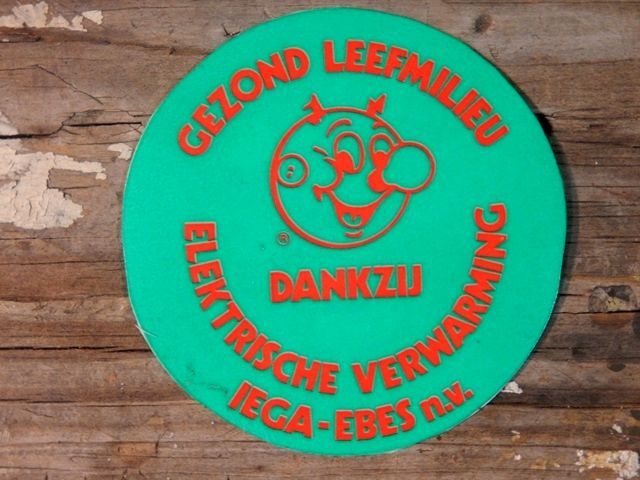 GEZOND LEEFMILIEU
®
DANKZIJ
ELEKTRISCHE VERWARMING
IEGA-EBES n.v.